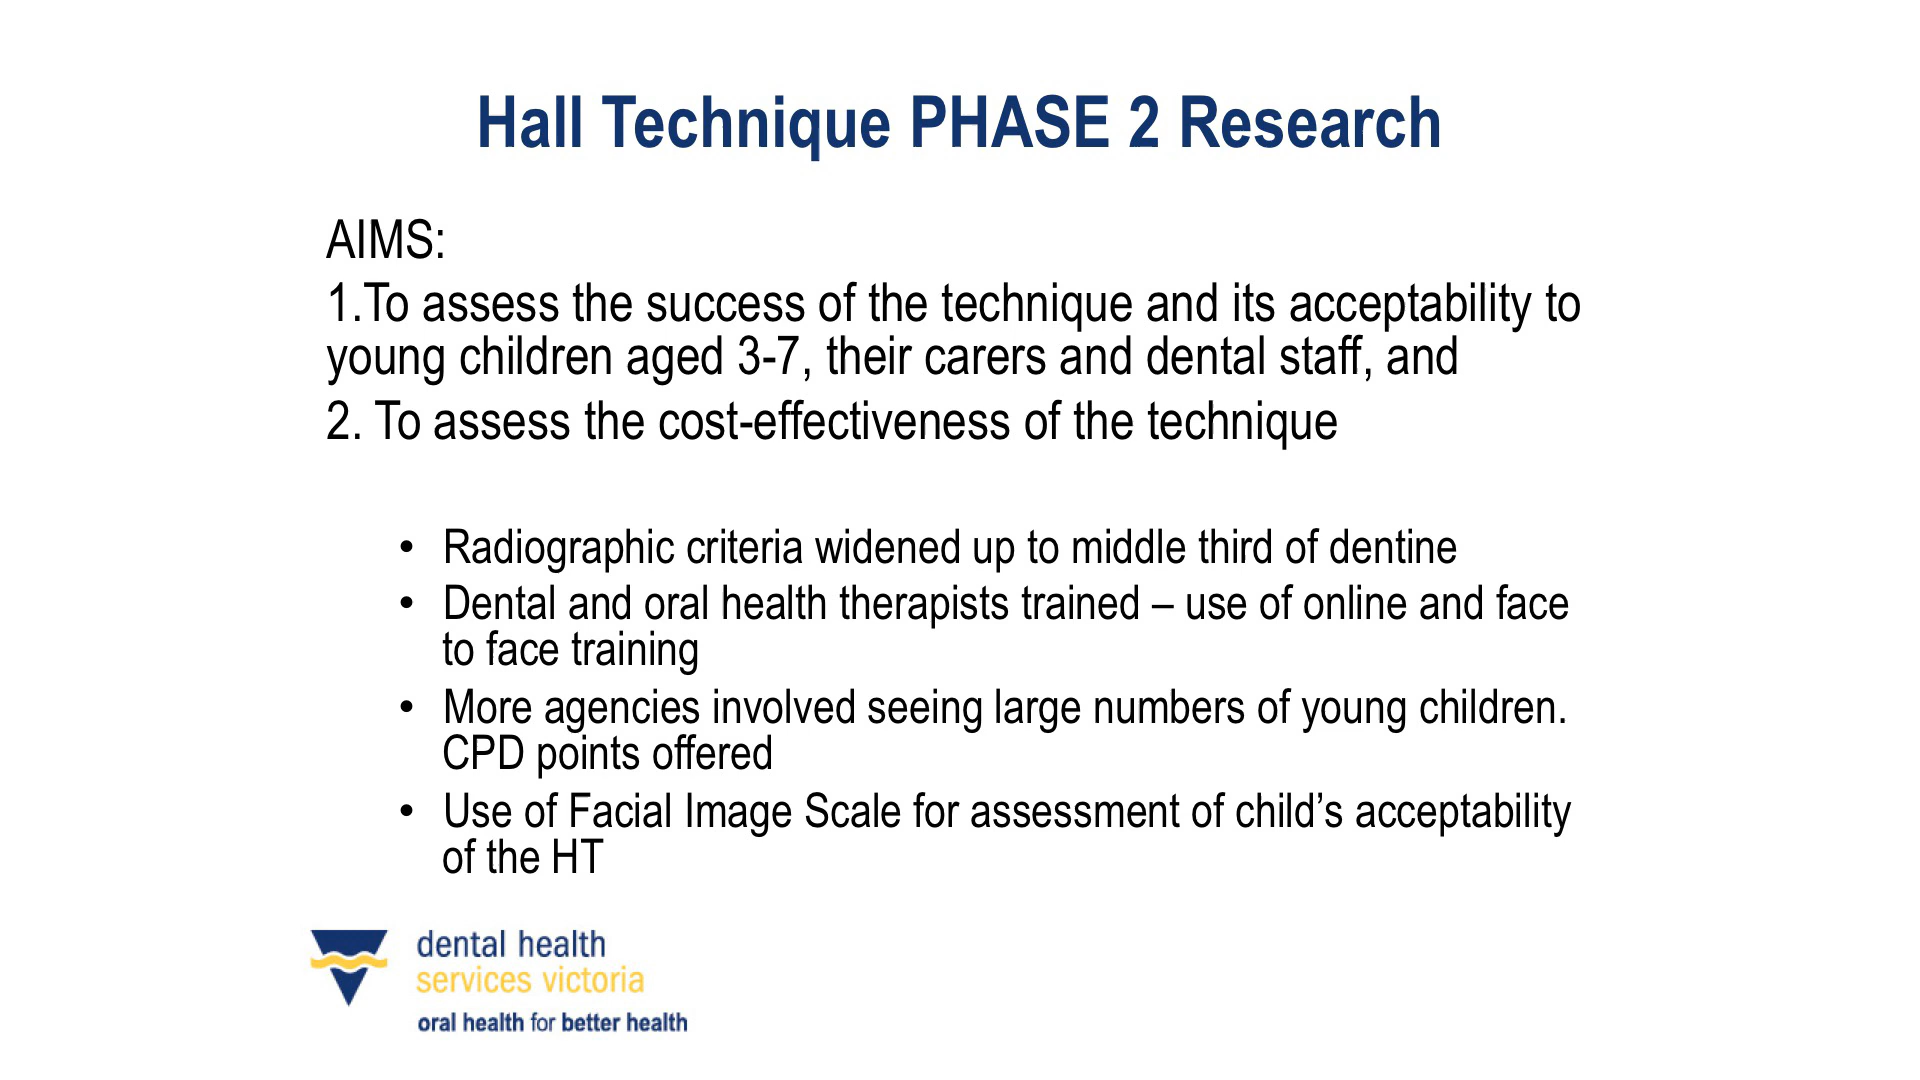 Hall Technique PHASE 2 Research
AIMS:
1.To assess the success of the technique and its acceptability to
young children aged 3-7, their carers and dental staff, and
2. To assess the cost-effectiveness of the technique
• Radiographic criteria widened up to middle third of dentine
• Dental and oral health therapists trained – use of online and face
to face training
• More agencies involved seeing large numbers of young children.
CPD points offered
• Use of Facial Image Scale for assessment of child’s acceptability
of the HT
dental health
services victoria
oral health for better health